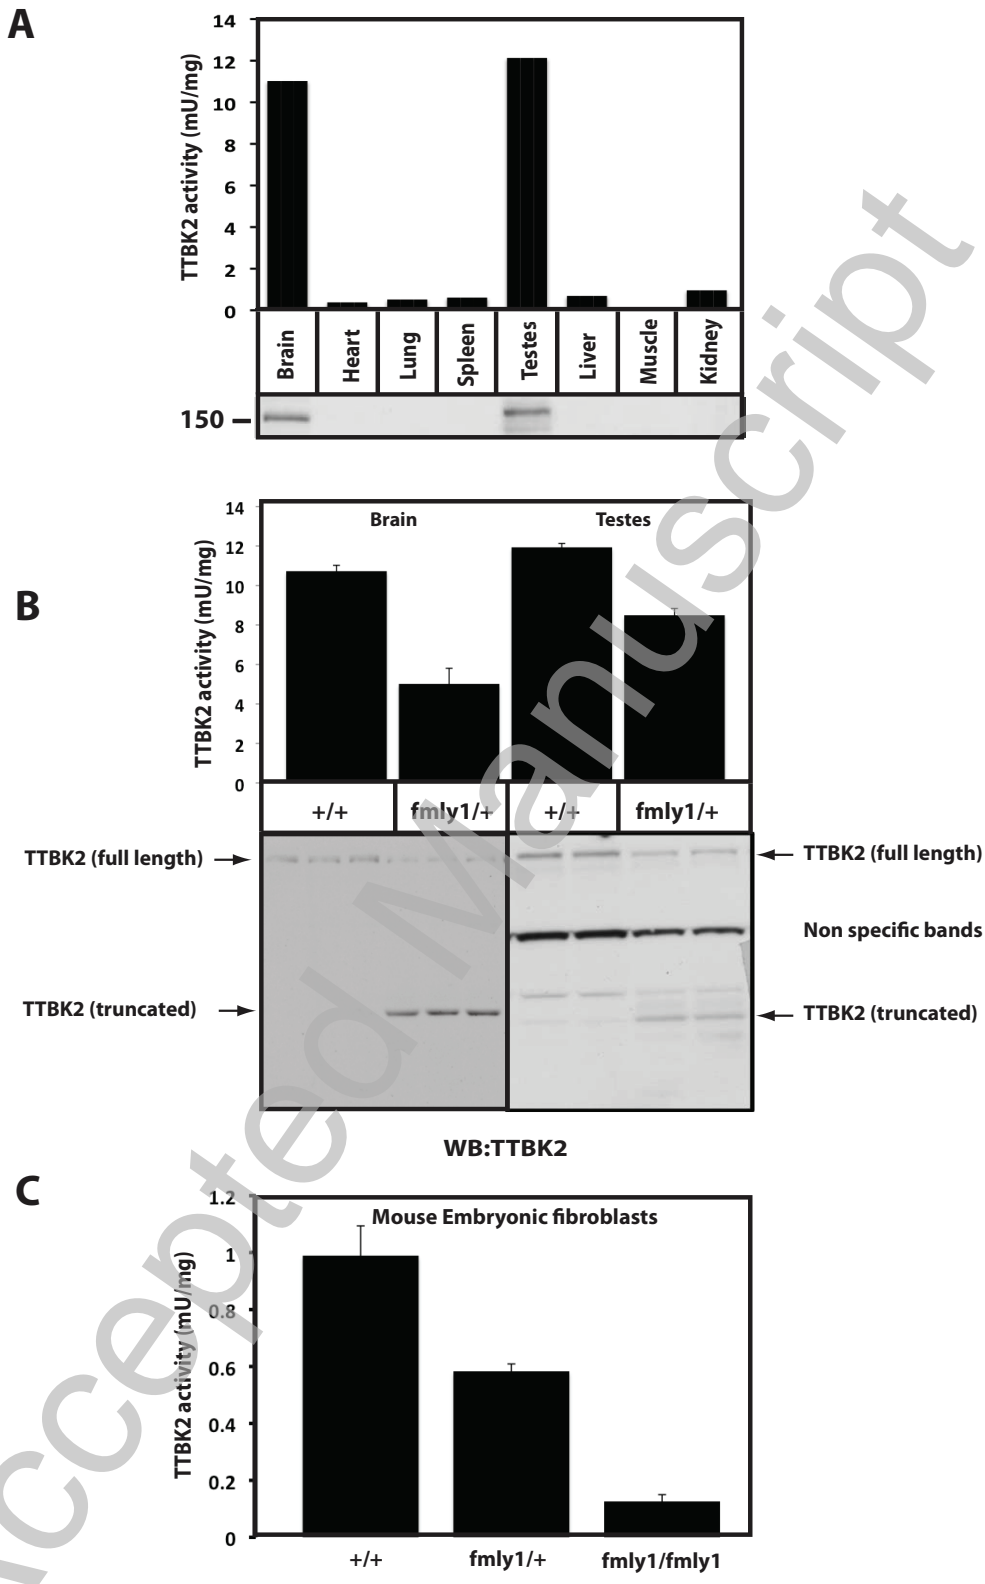 A
TTBK2 activity (mU/mg)
14
12
10
8
6
4
2
0
Brain
Heart
Lung
Spleen
Testes
Liver
Muscle
Kidney
150
B
TTBK2 activity (mU/mg)
14
12
10
8
6
4
2
0
Brain
Testes
+/+
fmly1/+
+/+
fmly1/+
TTBK2 (full length)
TTBK2 (full length)
Non specific bands
TTBK2 (truncated)
TTBK2 (truncated)
WB:TTBK2
C
Mouse Embryonic fibroblasts
TTBK2 activity (mU/mg)
1.2
1
0.8
0.6
0.4
0.2
0
+/+
fmly1/+
fmly1/fmly1
Accepted Manuscript